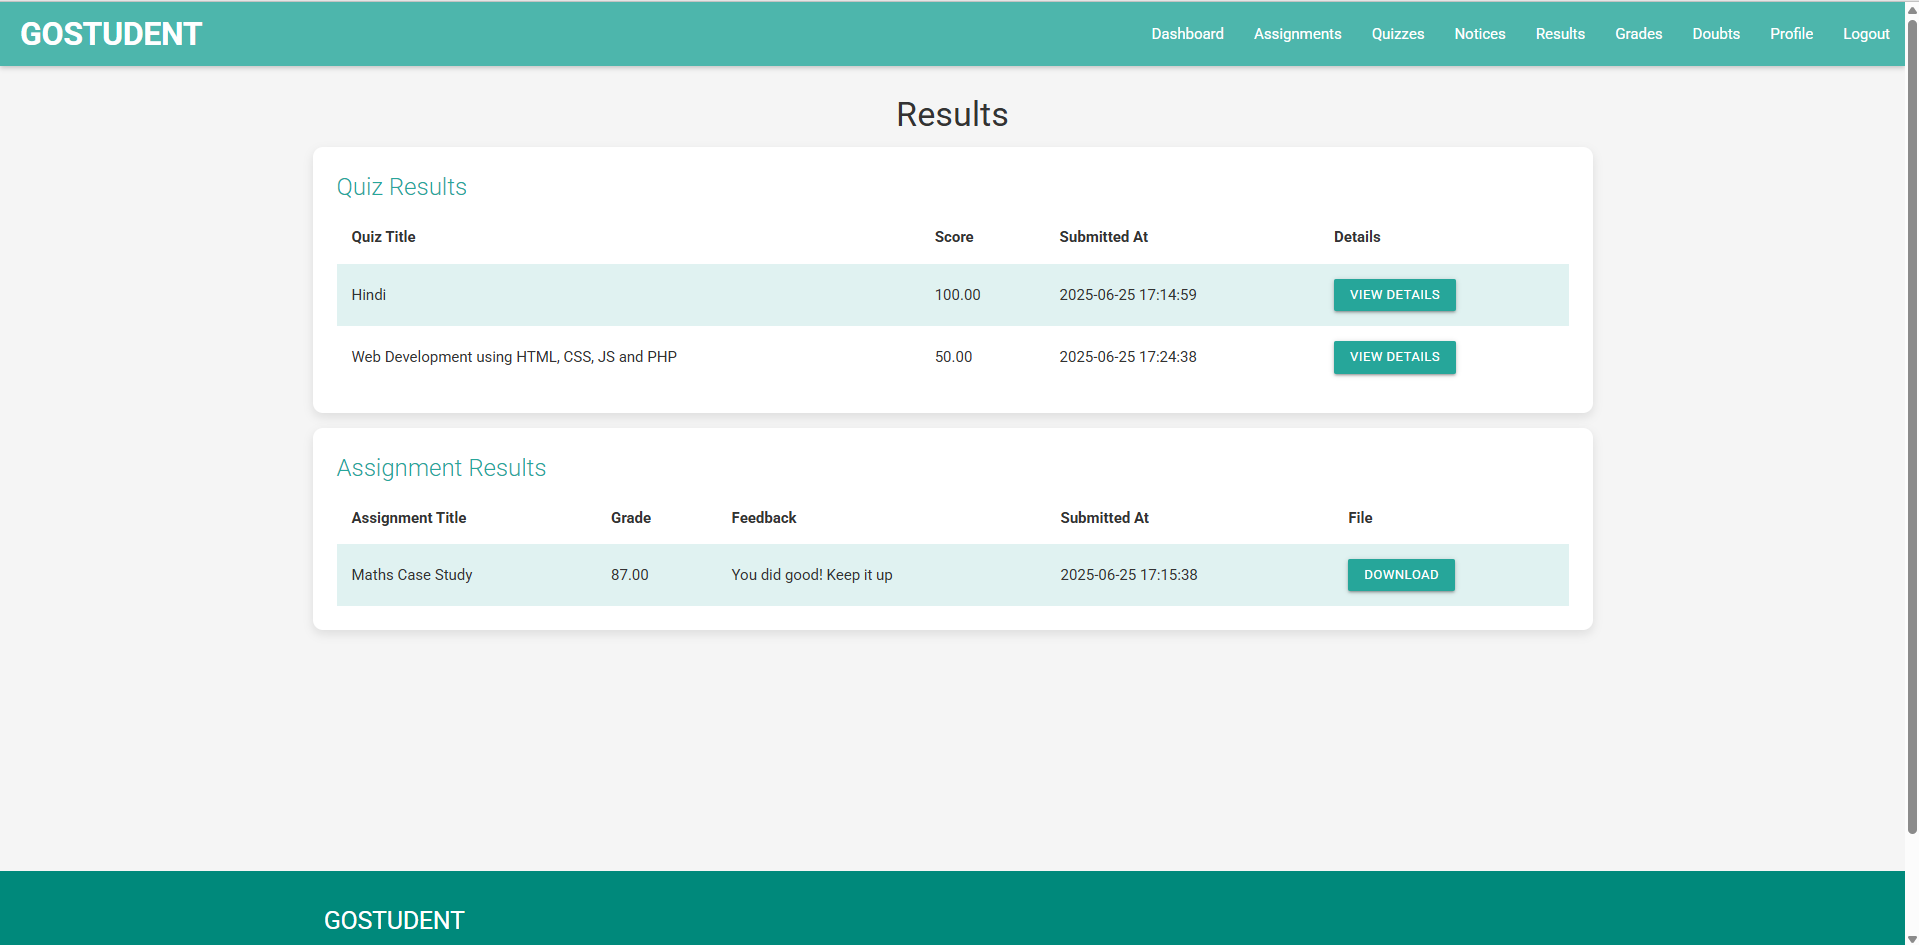 GOSTUDENT Dashboard Assignments Quizzes Notices Results Grades Doubts Profile Logout
Results
Quiz Results
Quiz Title Score Submitted At Details
Hindi 100.00 2025-06-25 17:14:59 VIEW DETAILS
Web Development using HTML, CSS, JS and PHP 50.00 2025-06-25 17:24:38 VIEW DETAILS
Assignment Results
Assignment Title Grade Feedback Submitted At File
Maths Case Study 87.00 You did good! Keep it up 2025-06-25 17:15:38 DOWNLOAD
GOSTUDENT